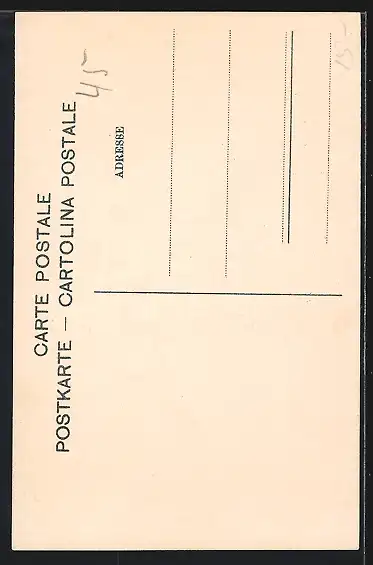 CARTE POSTALE
POSTKARTE — CARTOLINA POSTALE
45
ADRESSE
15-